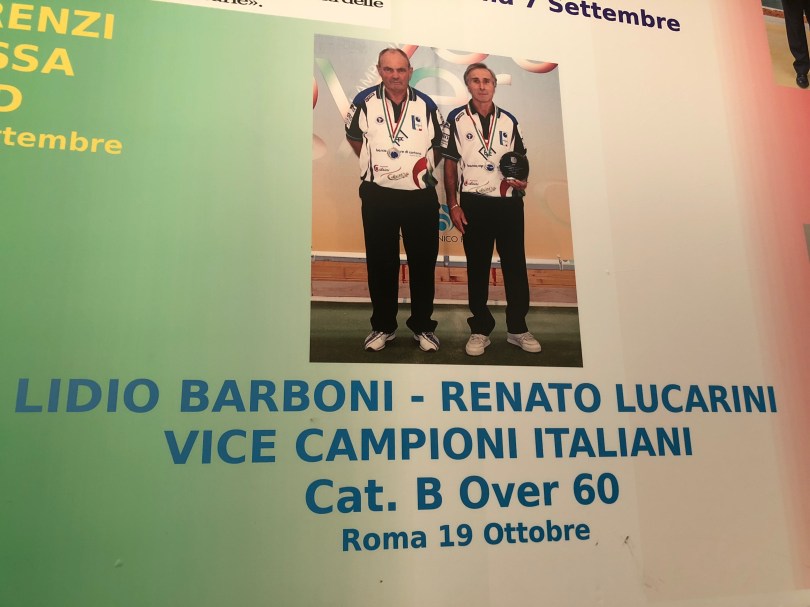 RENZI
SSA
O
ettembre
7 Settembre
LIDIO BARBONI - RENATO LUCARINI
VICE CAMPIONI ITALIANI
Cat. B Over 60
Roma 19 Ottobre